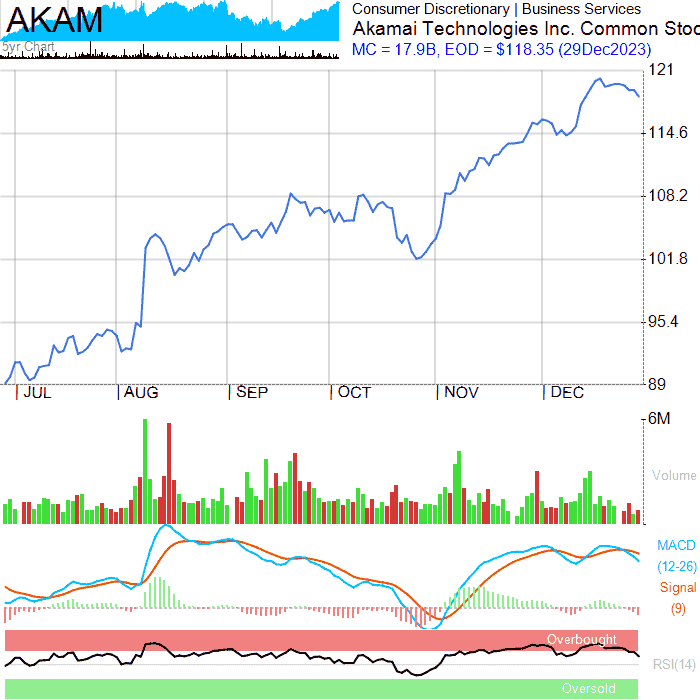 AKAM
5yr Chart
Consumer Discretionary | Business Services
Akamai Technologies Inc. Common Stoc
MC = 17.9B, EOD = $118.35 (29Dec2023)
121
114.6
108.2
101.8
95.4
89
JUL AUG SEP OCT NOV DEC
6M
Volume
MACD
(12-26)
Signal
(9)
Overbought
RSI(14)
Oversold